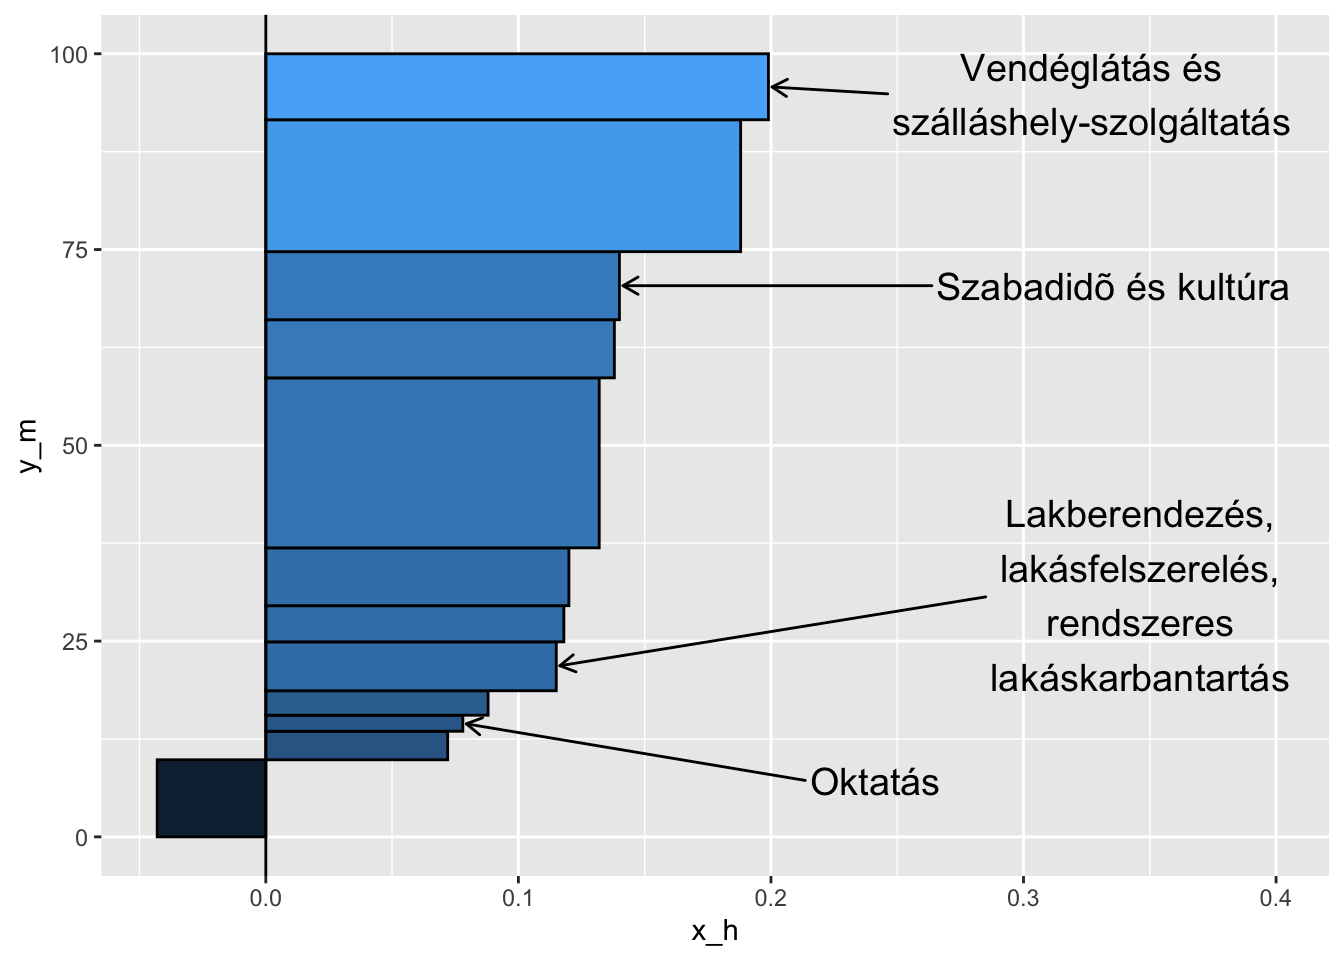 Vendéglátás és
szálláshely-szolgáltatás
Szabadidõ és kultúra
Lakberendezés,
lakásfelszerelés,
rendszeres
lakáskarbantartás
Oktatás
100
75
50
25
0
y_m
0.0
0.1
0.2
0.3
0.4
x_h